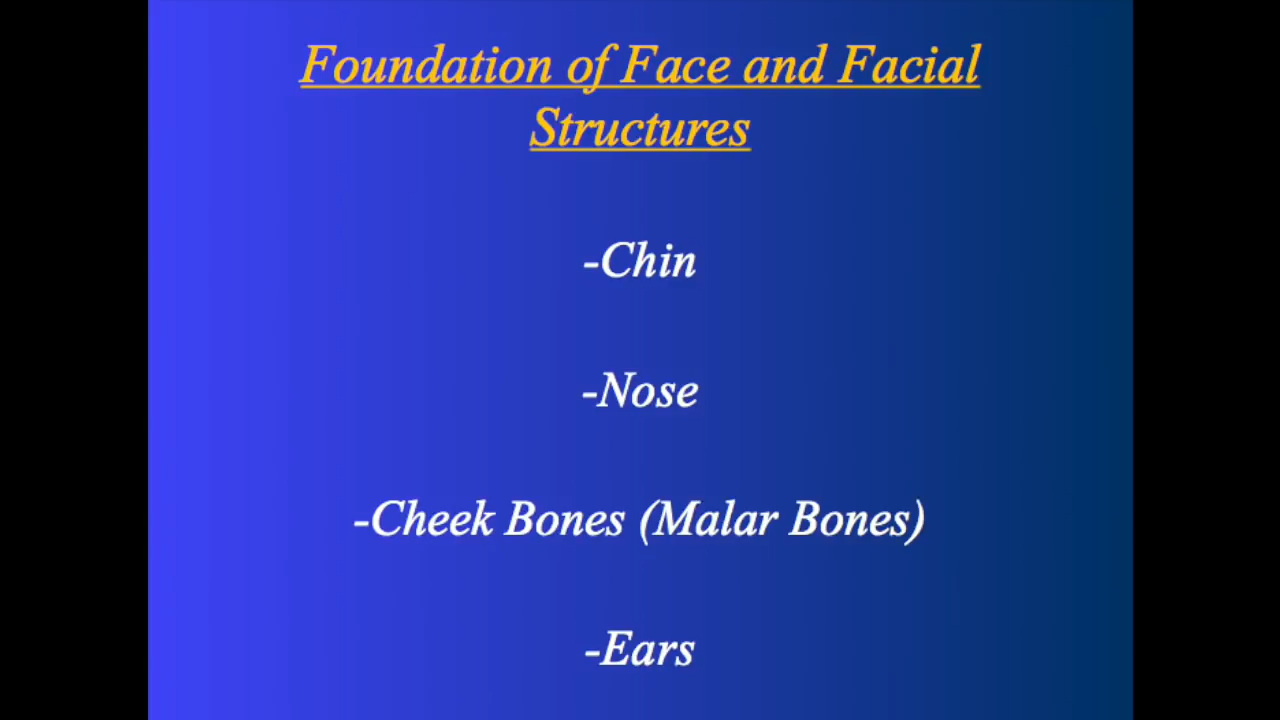 Foundation of Face and Facial
Structures
-Chin
-Nose
-Cheek Bones (Malar Bones)
-Ears